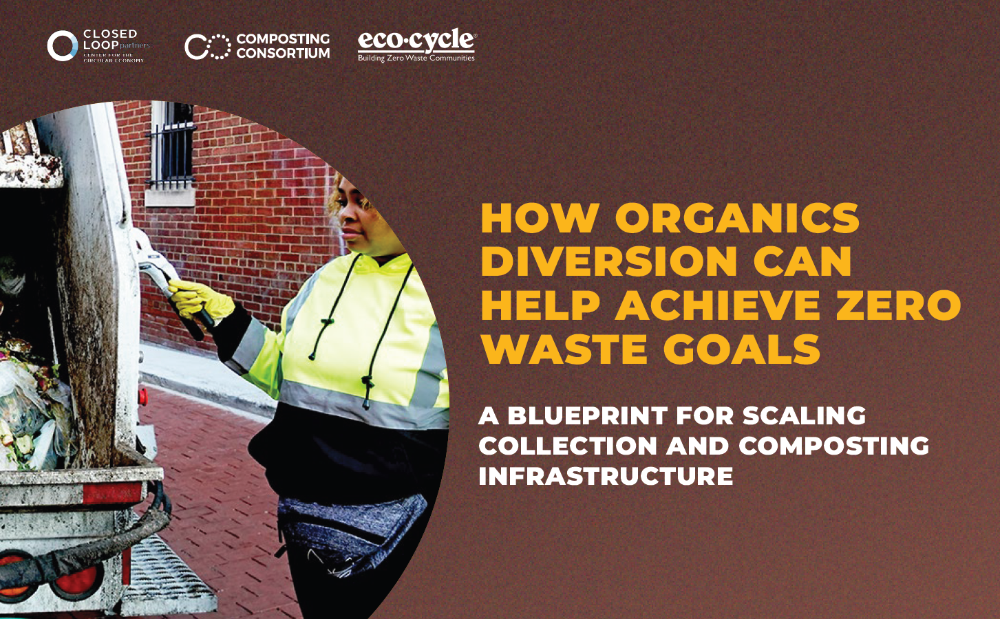 CLOSED
LOOP partners
CENTER FOR THE
CIRCULAR ECONOMY
COMPOSTING
CONSORTIUM
eco·cycle®
Building Zero Waste Communities
HOW ORGANICS
DIVERSION CAN
HELP ACHIEVE ZERO
WASTE GOALS
A BLUEPRINT FOR SCALING
COLLECTION AND COMPOSTING
INFRASTRUCTURE